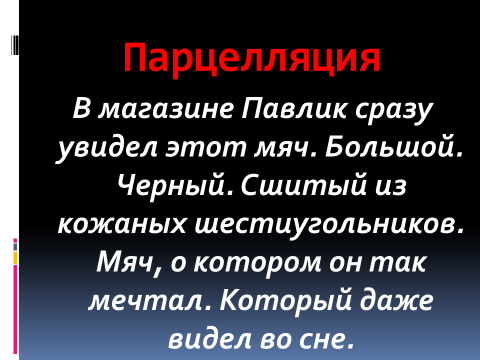 Парцелляция
В магазине Павлик сразу
увидел этот мяч. Большой.
Черный. Сшитый из
кожаных шестиугольников.
Мяч, о котором он так
мечтал. Который даже
видел во сне.